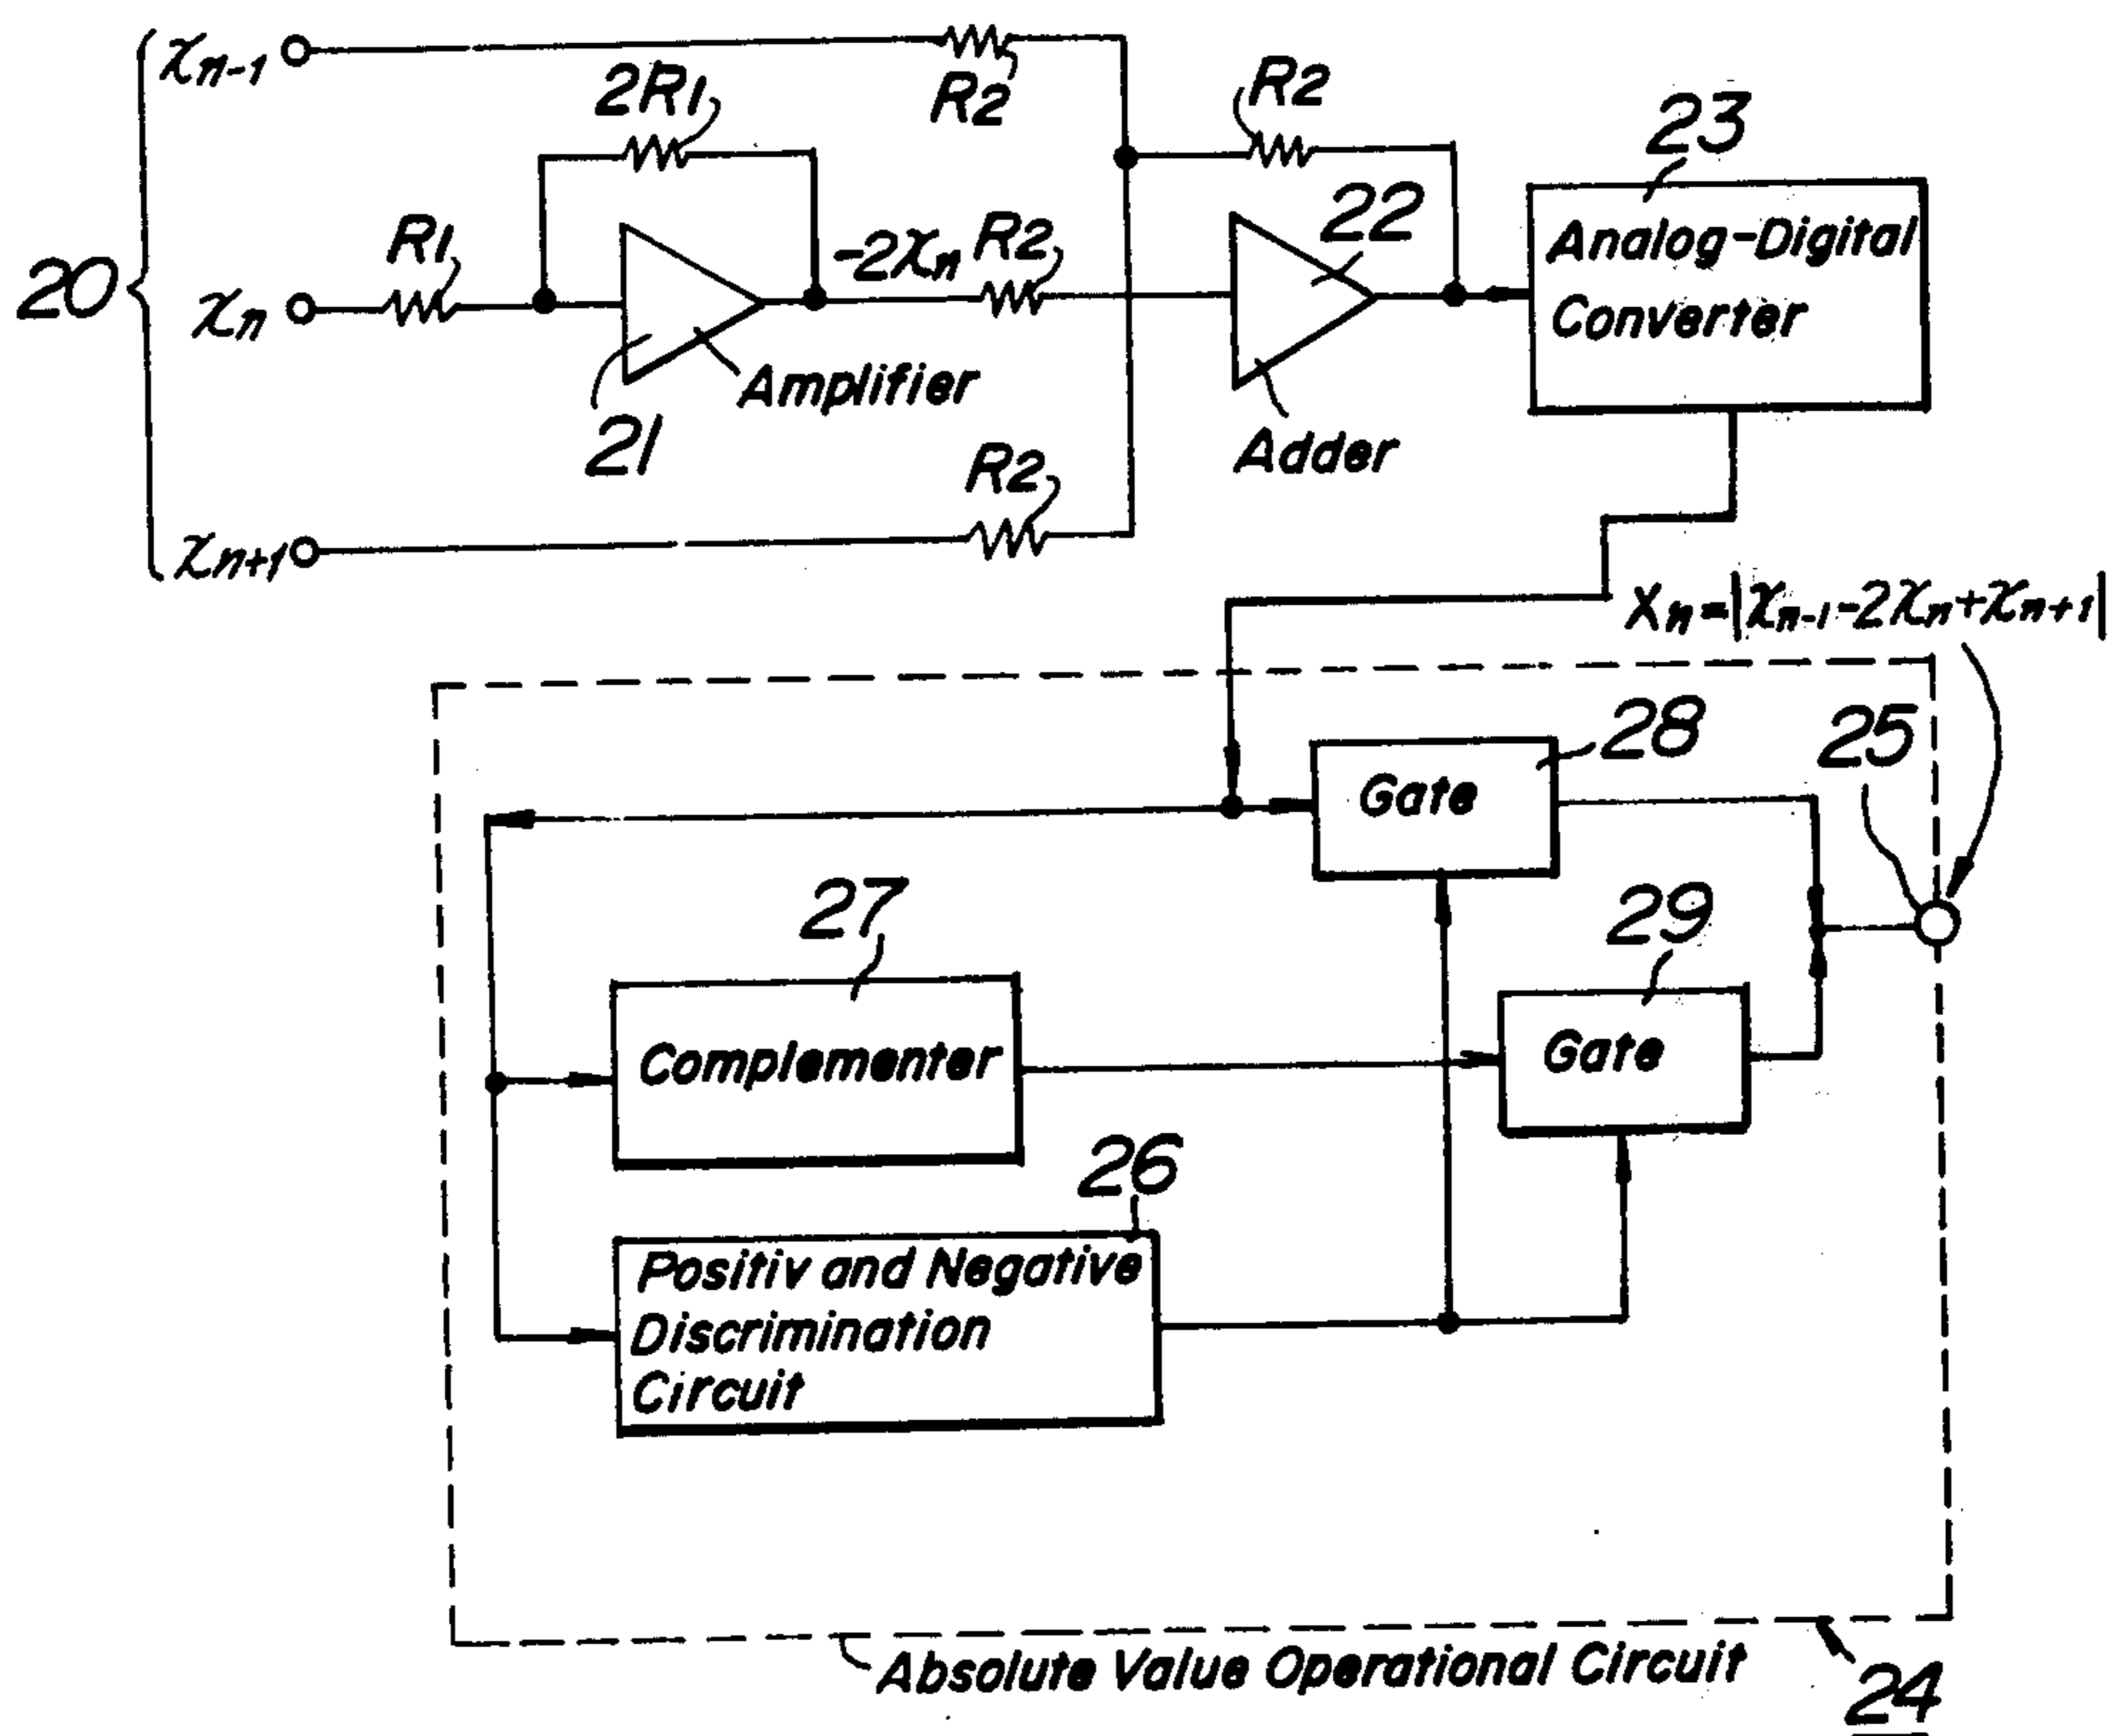 χn-1
R2
2R1
R2
23
20
R1
-2χn
R2
22
Analog-Digital
Converter
χn
Amplifier
21
Adder
R2
χn+1
Xn=|χn-1-2χn+χn+1|
28
25
Gate
27
29
Complementer
Gate
26
Positiv and Negative
Discrimination
Circuit
Absolute Value Operational Circuit
24